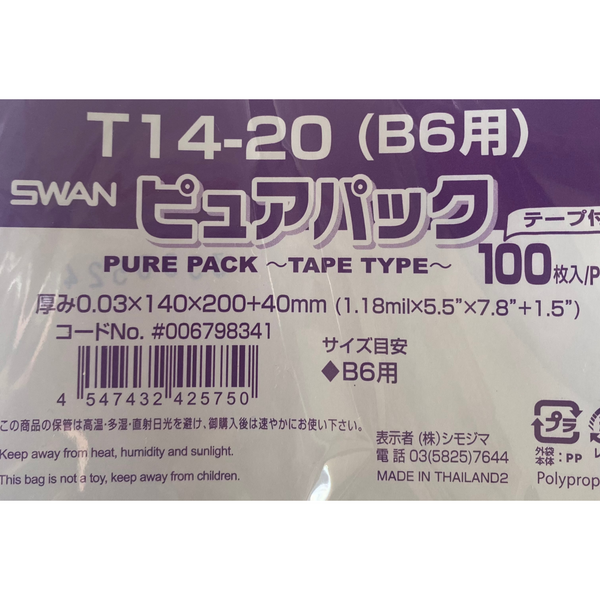 T14-20 (B6用)
SWAN ピュアパック
テープ付
PURE PACK ～TAPE TYPE～ 100枚入/P
厚み0.03×140×200+40mm (1.18mil×5.5"×7.8"+1.5")
コードNo. #006798341
サイズ目安
◆B6用
4 547432 425750
この商品の保管は高温・多湿・直射日光を避け、御購入後は速やかにお使い下さい。
Keep away from heat, humidity and sunlight.
This bag is not a toy, keep away from children.
表示者 (株)シモジマ
電話 03(5825)7644
MADE IN THAILAND2
プラ
外袋
本体 : PP
Polyprop